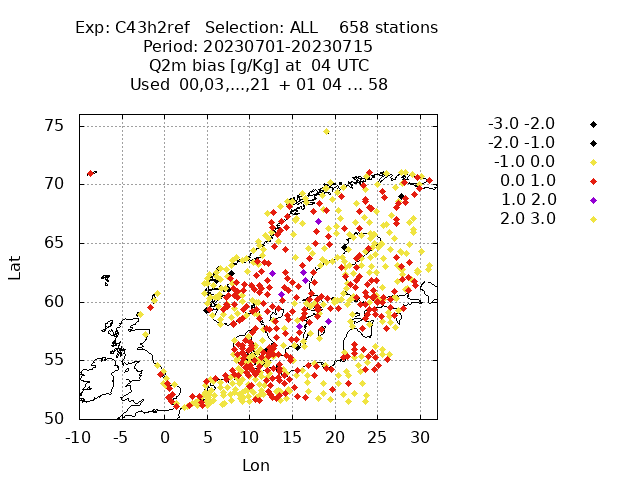 Exp: C43h2ref   Selection: ALL    658 stations
Period: 20230701-20230715
Q2m bias [g/Kg] at  04 UTC
Used  00,03,...,21  + 01 04 ... 58
-3.0 -2.0
-2.0 -1.0
-1.0 0.0
0.0 1.0
1.0 2.0
2.0 3.0
75
70
65
60
55
50
Lat
-10 -5 0 5 10 15 20 25 30
Lon